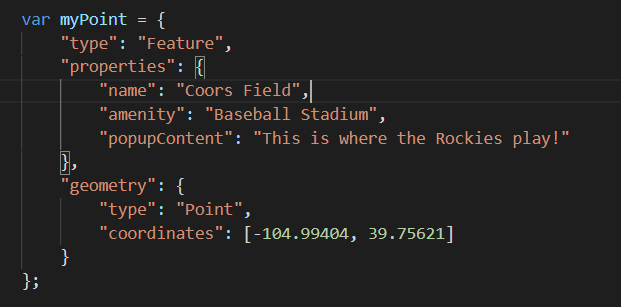 var myPoint = {
    "type": "Feature",
    "properties": {
        "name": "Coors Field",
        "amenity": "Baseball Stadium",
        "popupContent": "This is where the Rockies play!"
    },
    "geometry": {
        "type": "Point",
        "coordinates": [-104.99404, 39.75621]
    }
};